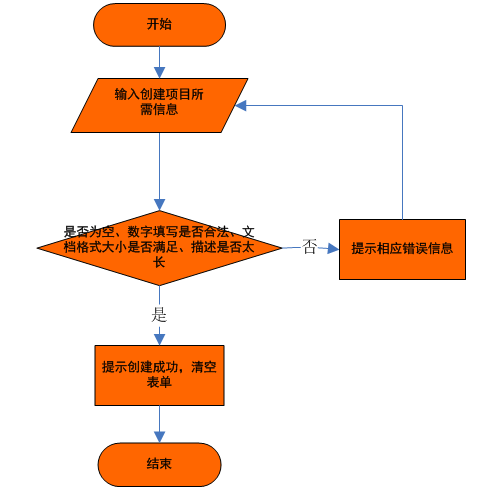 开始
输入创建项目所
需信息
是否为空、数字填写是否合法、文
档格式大小是否满足、描述是否太
长
否
提示相应错误信息
是
提示创建成功，清空
表单
结束